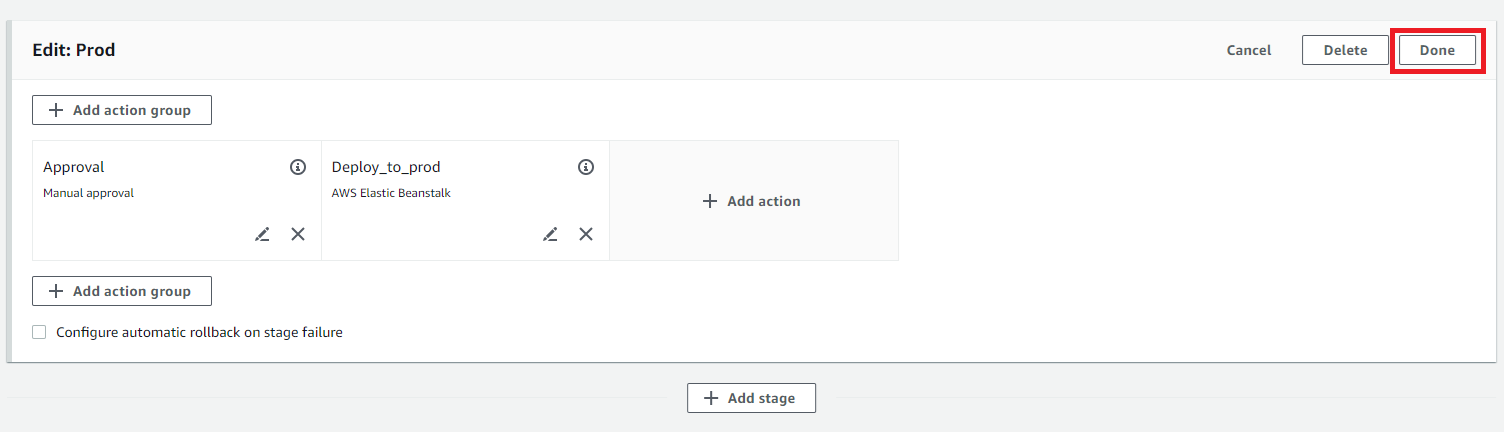 Edit: Prod
Cancel
Delete
Done
Add action group
Approval
Manual approval
Deploy_to_prod
AWS Elastic Beanstalk
Add action
Add action group
Configure automatic rollback on stage failure
Add stage